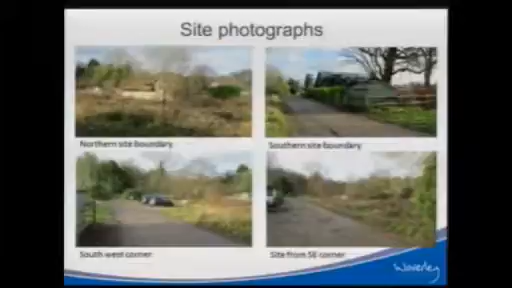 Site photographs
Northern site boundary
Southern site boundary
South west corner
Site from SE corner
Waverley